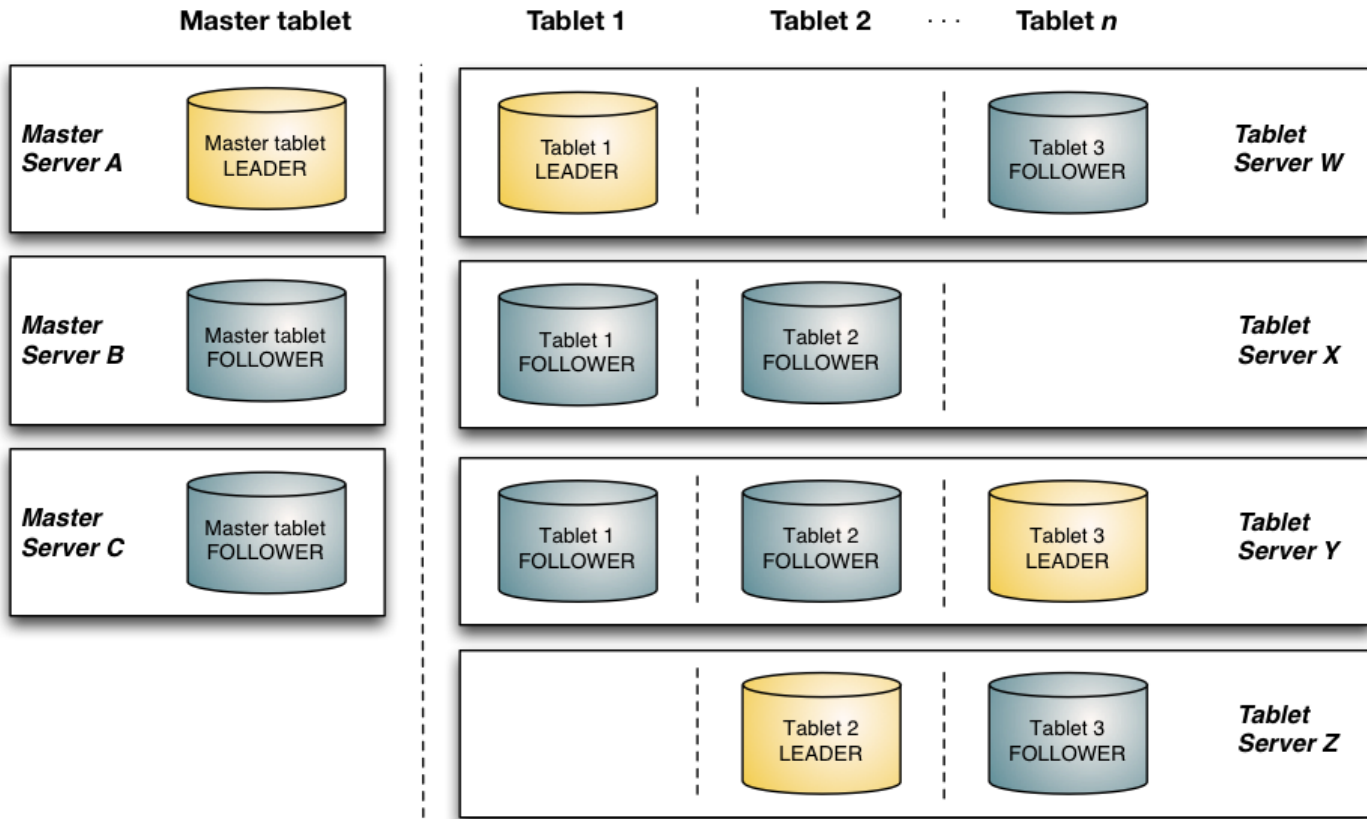 Master tablet
Tablet 1
Tablet 2
· · ·
Tablet n
Master
Server A
Master tablet
LEADER
Tablet 1
LEADER
Tablet 3
FOLLOWER
Tablet
Server W
Master
Server B
Master tablet
FOLLOWER
Tablet 1
FOLLOWER
Tablet 2
FOLLOWER
Tablet
Server X
Master
Server C
Master tablet
FOLLOWER
Tablet 1
FOLLOWER
Tablet 2
FOLLOWER
Tablet 3
LEADER
Tablet
Server Y
Tablet 2
LEADER
Tablet 3
FOLLOWER
Tablet
Server Z